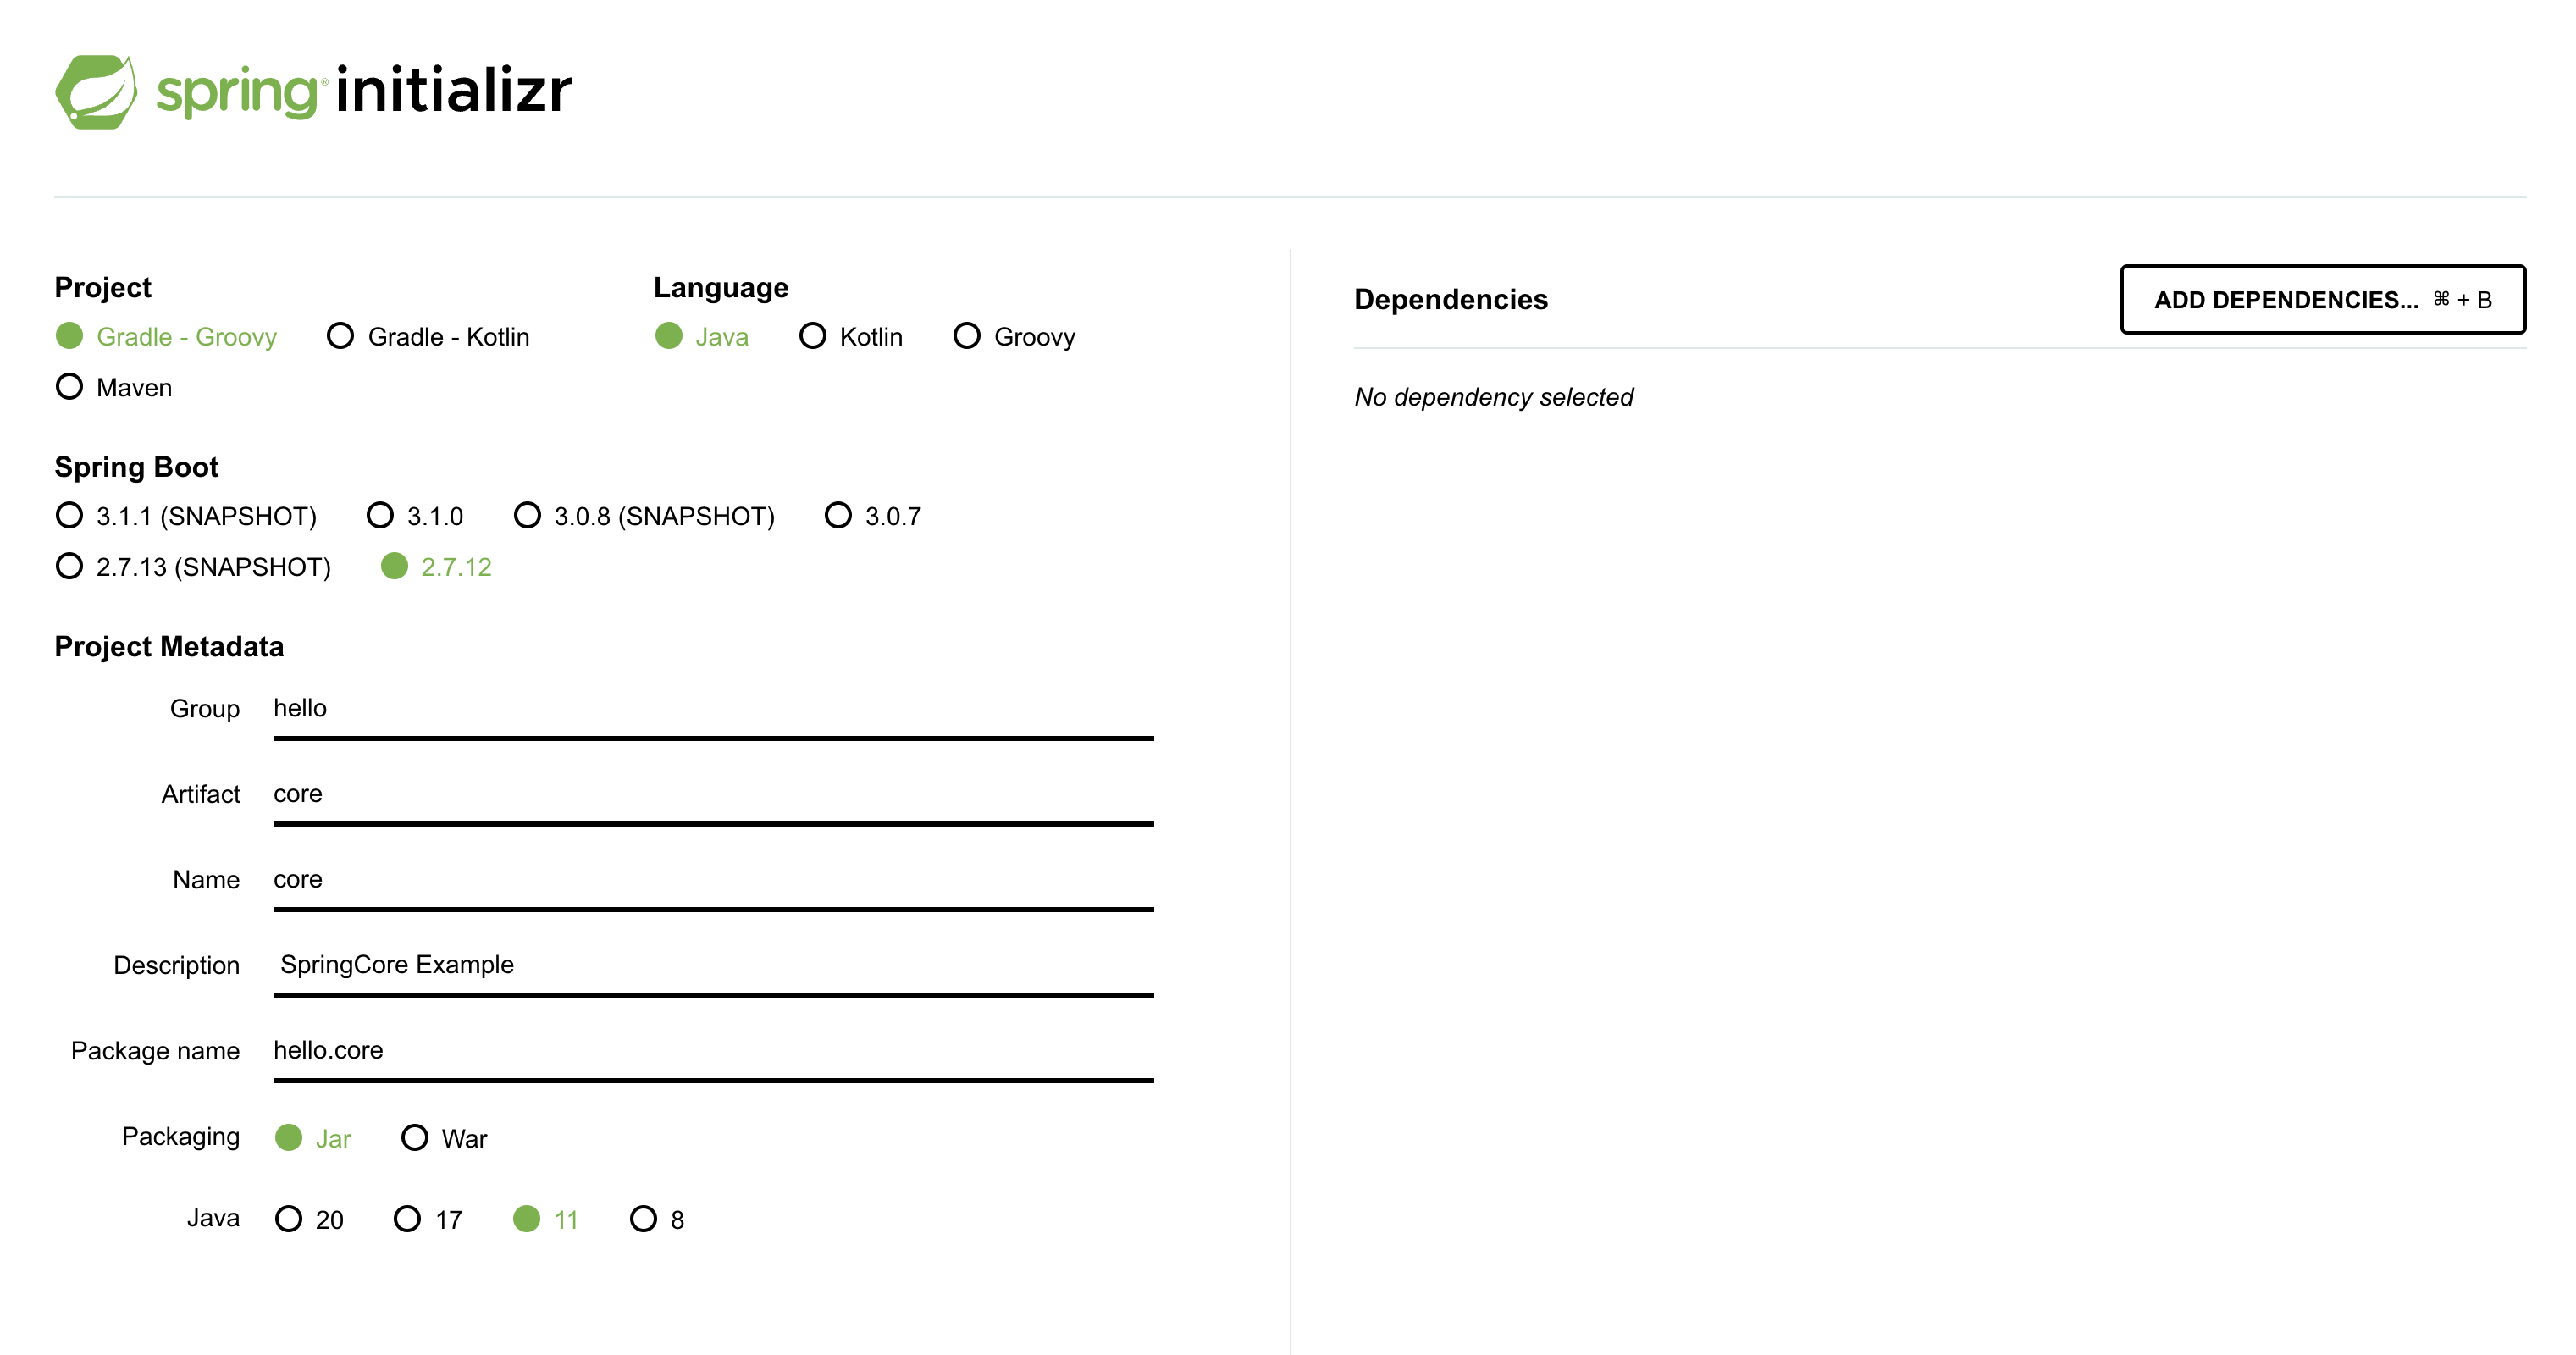 spring® initializr
Project
Gradle - Groovy Gradle - Kotlin
Maven
Language
Java Kotlin Groovy
Spring Boot
3.1.1 (SNAPSHOT) 3.1.0 3.0.8 (SNAPSHOT) 3.0.7
2.7.13 (SNAPSHOT) 2.7.12
Project Metadata
Group hello
Artifact core
Name core
Description SpringCore Example
Package name hello.core
Packaging Jar War
Java 20 17 11 8
Dependencies
ADD DEPENDENCIES... ⌘ + B
No dependency selected